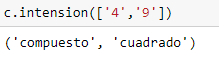 c.intension(['4','9'])
('compuesto', 'cuadrado')